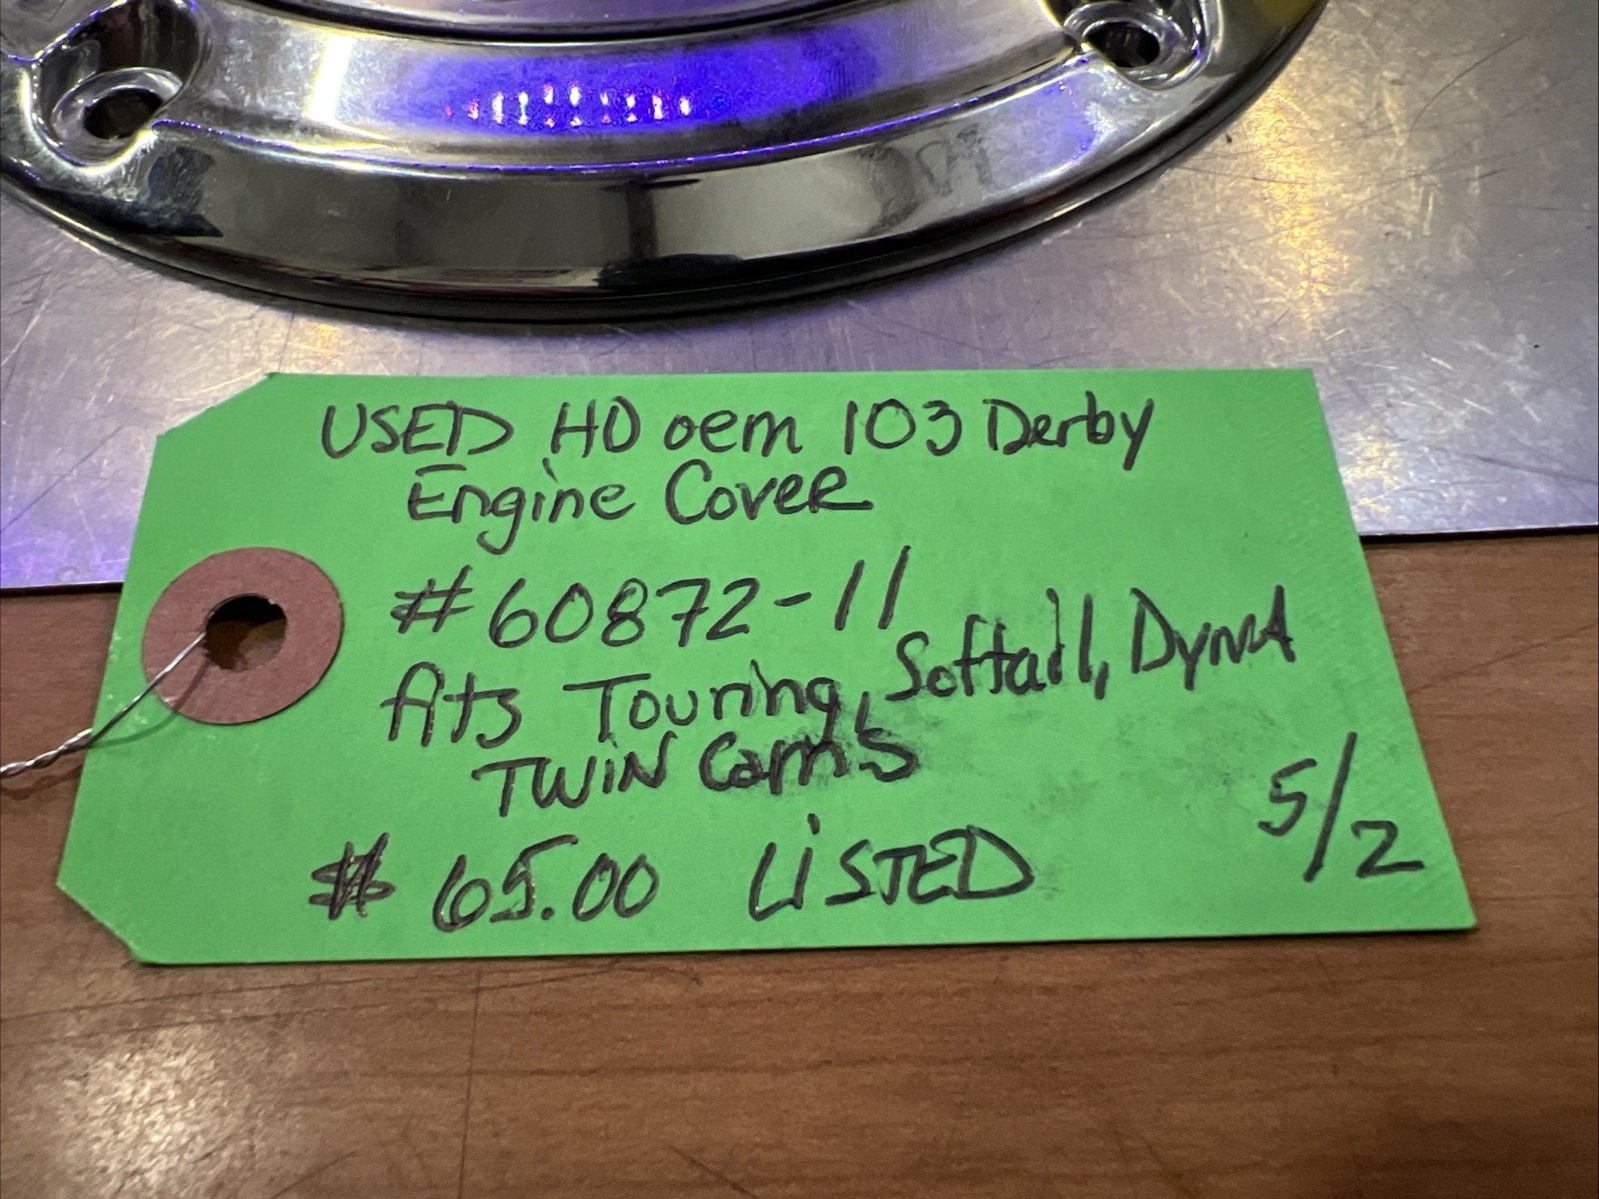 USED HD oem 103 Derby
Engine Cover
#60872-11
fits Touring, Softail, Dyna
TWiN Cams
$ 65.00 LiSTED
5/2